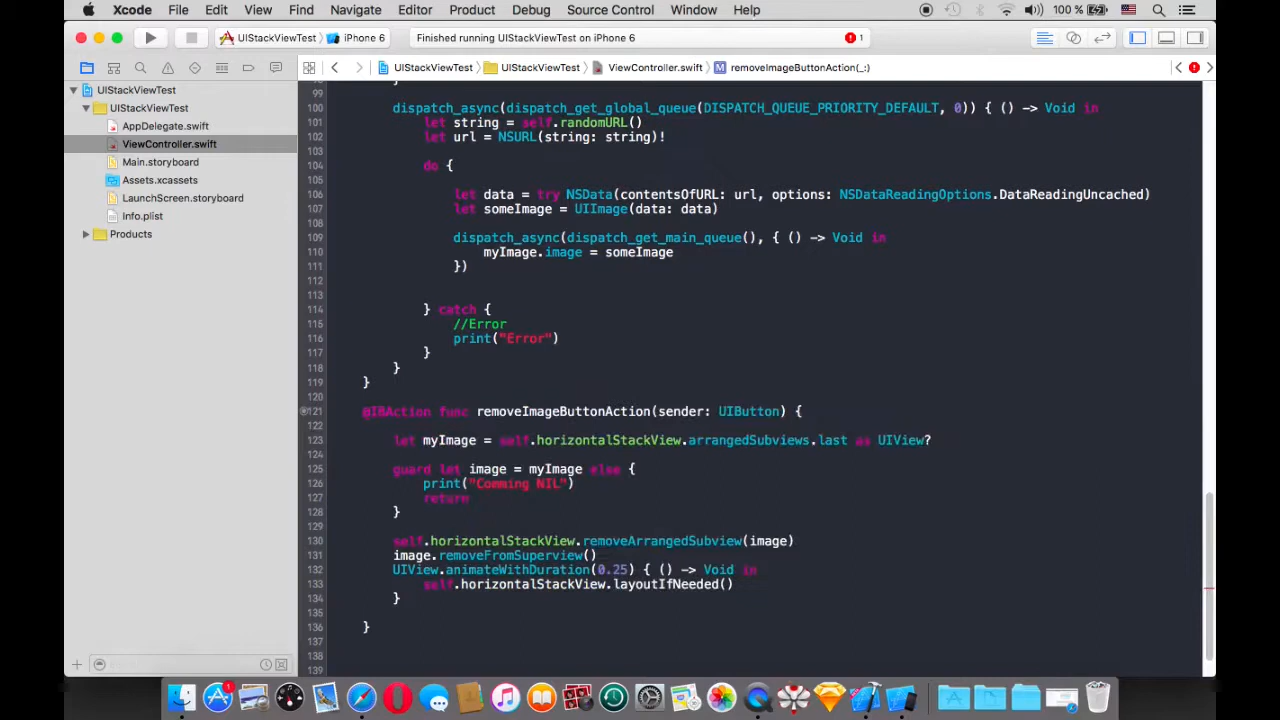 Xcode File Edit View Find Navigate Editor Product Debug Source Control Window Help 100 %
UIStackViewTest iPhone 6 Finished running UIStackViewTest on iPhone 6 1
UIStackViewTest UIStackViewTest ViewController.swift M removeImageButtonAction(_:)
UIStackViewTest
UIStackViewTest
AppDelegate.swift
ViewController.swift
Main.storyboard
Assets.xcassets
LaunchScreen.storyboard
Info.plist
Products
99
100 dispatch_async(dispatch_get_global_queue(DISPATCH_QUEUE_PRIORITY_DEFAULT, 0)) { () -> Void in
101 let string = self.randomURL()
102 let url = NSURL(string: string)!
103
104 do {
105
106 let data = try NSData(contentsOfURL: url, options: NSDataReadingOptions.DataReadingUncached)
107 let someImage = UIImage(data: data)
108
109 dispatch_async(dispatch_get_main_queue(), { () -> Void in
110 myImage.image = someImage
111 })
112
113
114 } catch {
115 //Error
116 print("Error")
117 }
118 }
119 }
120
121 @IBAction func removeImageButtonAction(sender: UIButton) {
122
123 let myImage = self.horizontalStackView.arrangedSubviews.last as UIView?
124
125 guard let image = myImage else {
126 print("Comming NIL")
127 return
128 }
129
130 self.horizontalStackView.removeArrangedSubview(image)
131 image.removeFromSuperview()
132 UIView.animateWithDuration(0.25) { () -> Void in
133 self.horizontalStackView.layoutIfNeeded()
134 }
135
136 }
137
138
139
1